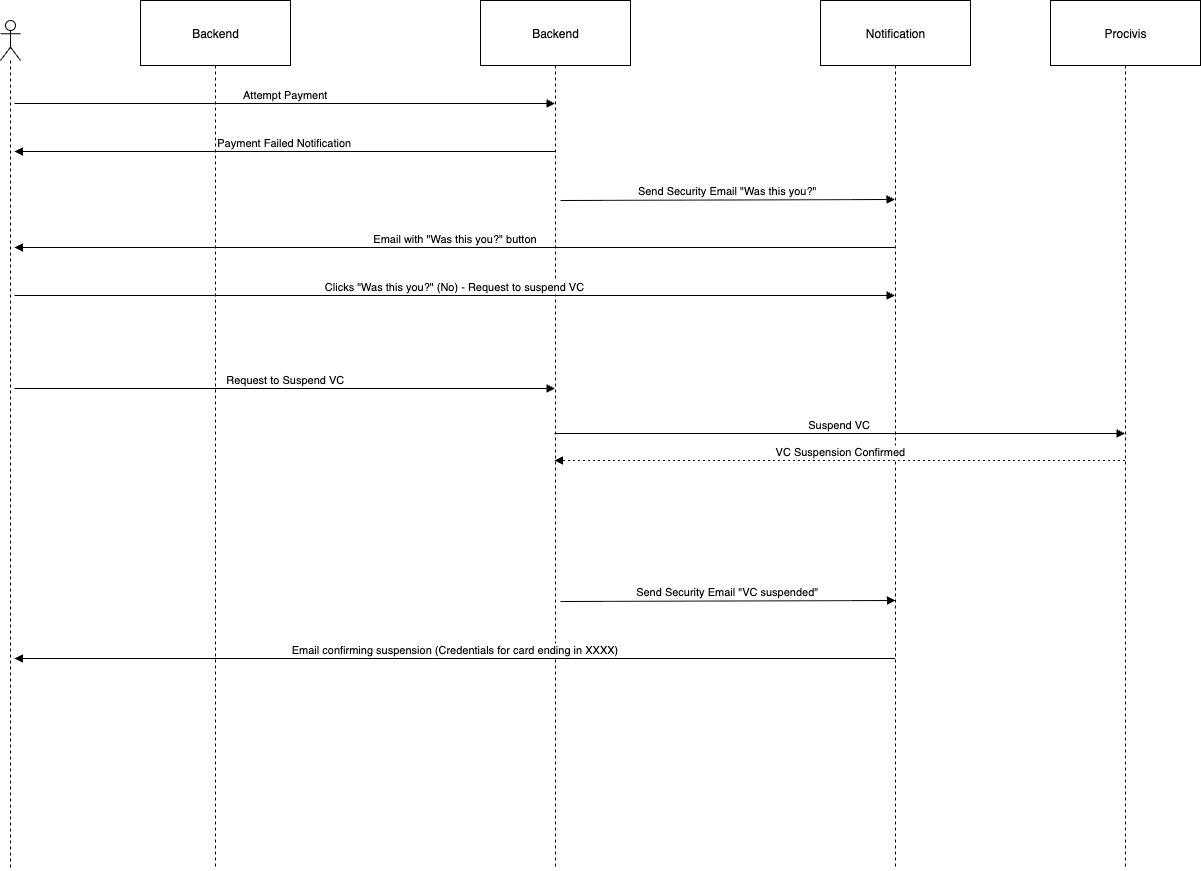 Backend
Backend
Notification
Procivis
Attempt Payment
Payment Failed Notification
Send Security Email "Was this you?"
Email with "Was this you?" button
Clicks "Was this you?" (No) - Request to suspend VC
Request to Suspend VC
Suspend VC
VC Suspension Confirmed
Send Security Email "VC suspended"
Email confirming suspension (Credentials for card ending in XXXX)